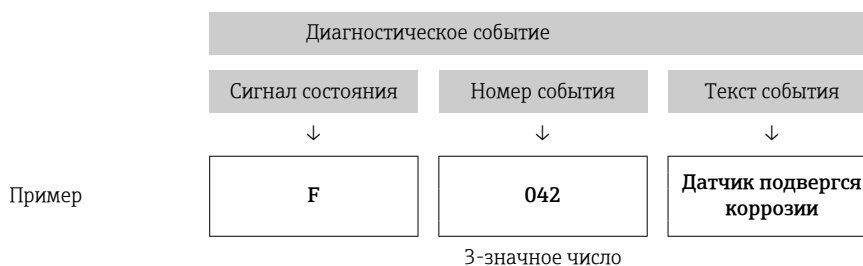 Диагностическое событие
Сигнал состояния Номер события Текст события
↓ ↓ ↓
Пример F 042 Датчик подвергся
коррозии
3-значное число